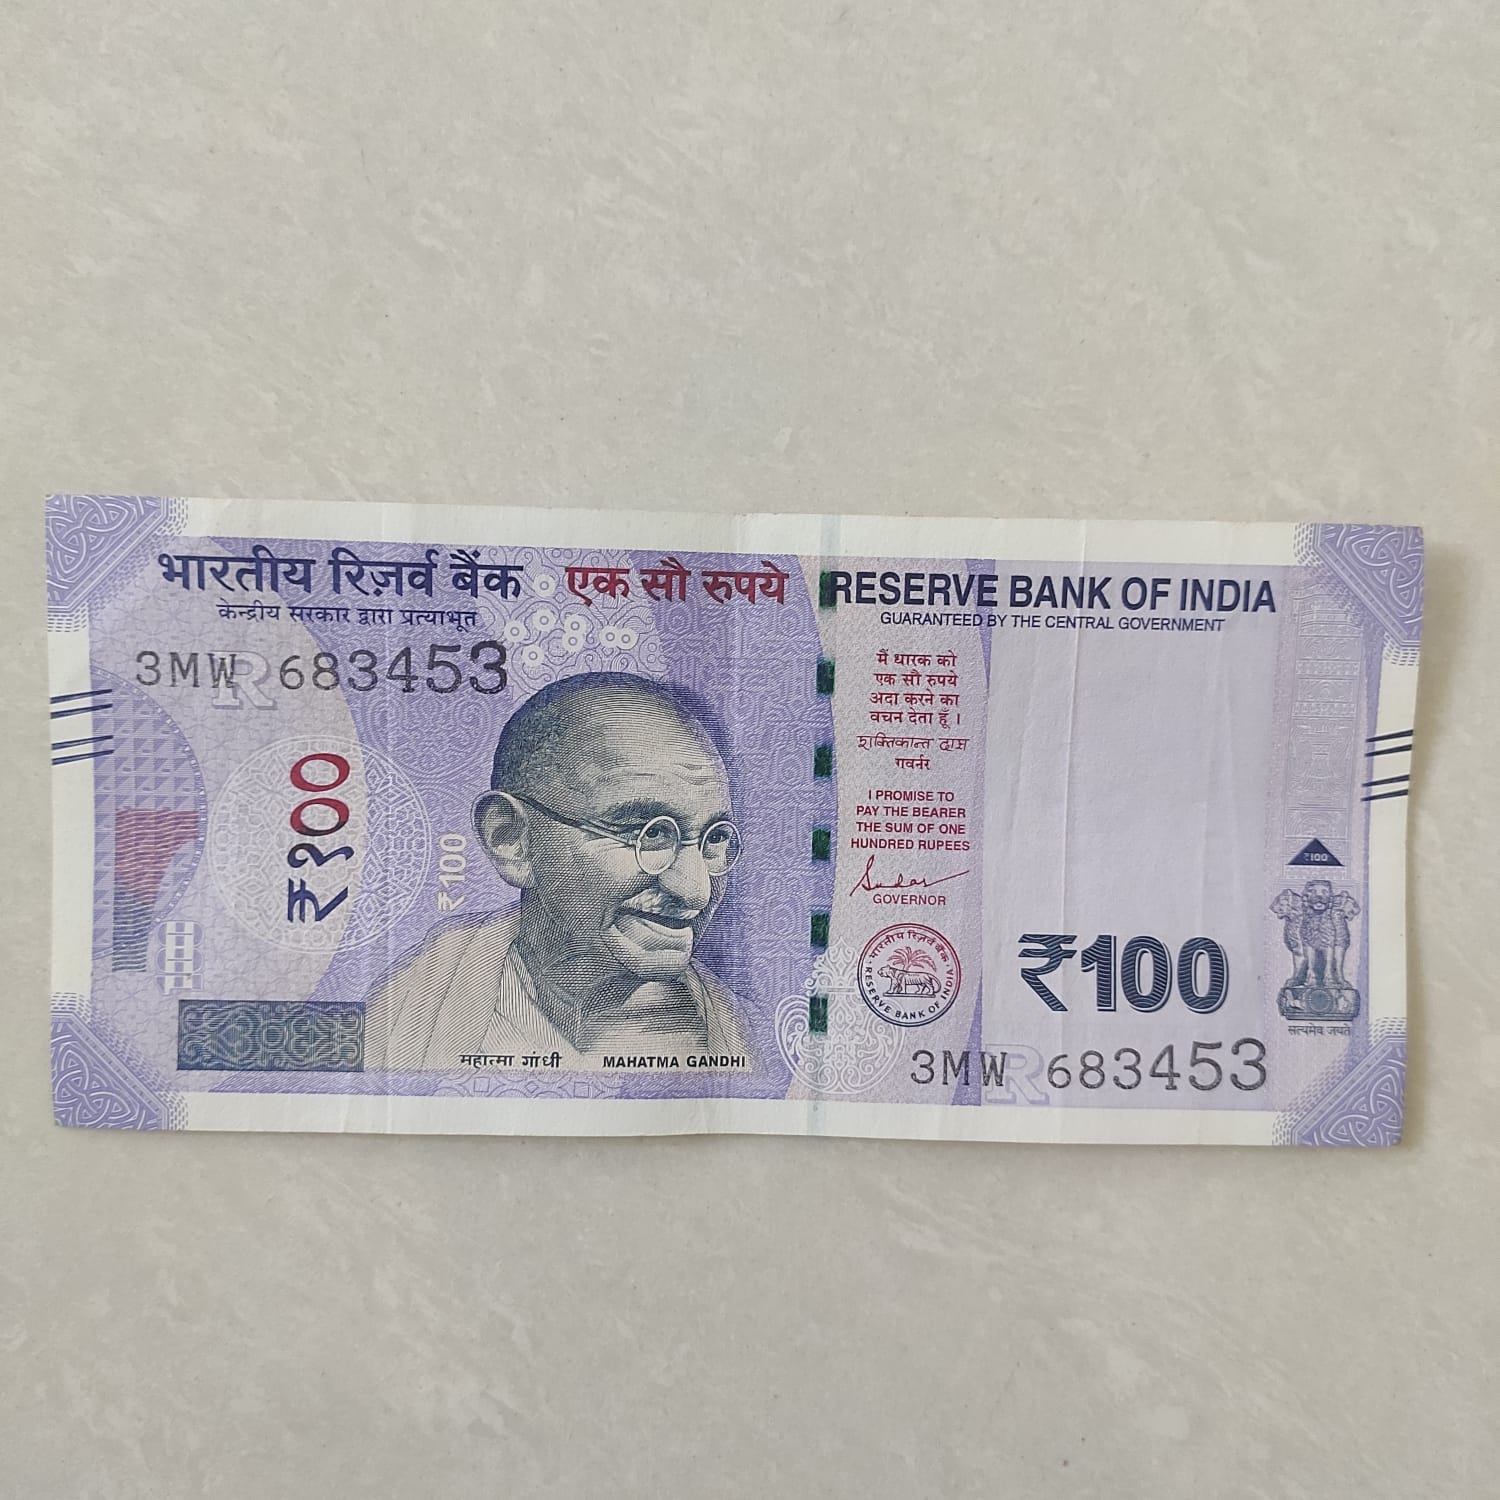 भारतीय रिज़र्व बैंक
केन्द्रीय सरकार द्वारा प्रत्याभूत
एक सौ रुपये
RESERVE BANK OF INDIA
GUARANTEED BY THE CENTRAL GOVERNMENT
3MW 683453
R
₹१००
₹100
महात्मा गांधी
MAHATMA GANDHI
मैं धारक को
एक सौ रुपये
अदा करने का
वचन देता हूँ ।
शक्तिकान्त दास
गवर्नर
I PROMISE TO
PAY THE BEARER
THE SUM OF ONE
HUNDRED RUPEES
GOVERNOR
भारतीय रिज़र्व बैंक
RESERVE BANK OF INDIA
₹100
₹100
सत्यमेव जयते
3MW 683453
R